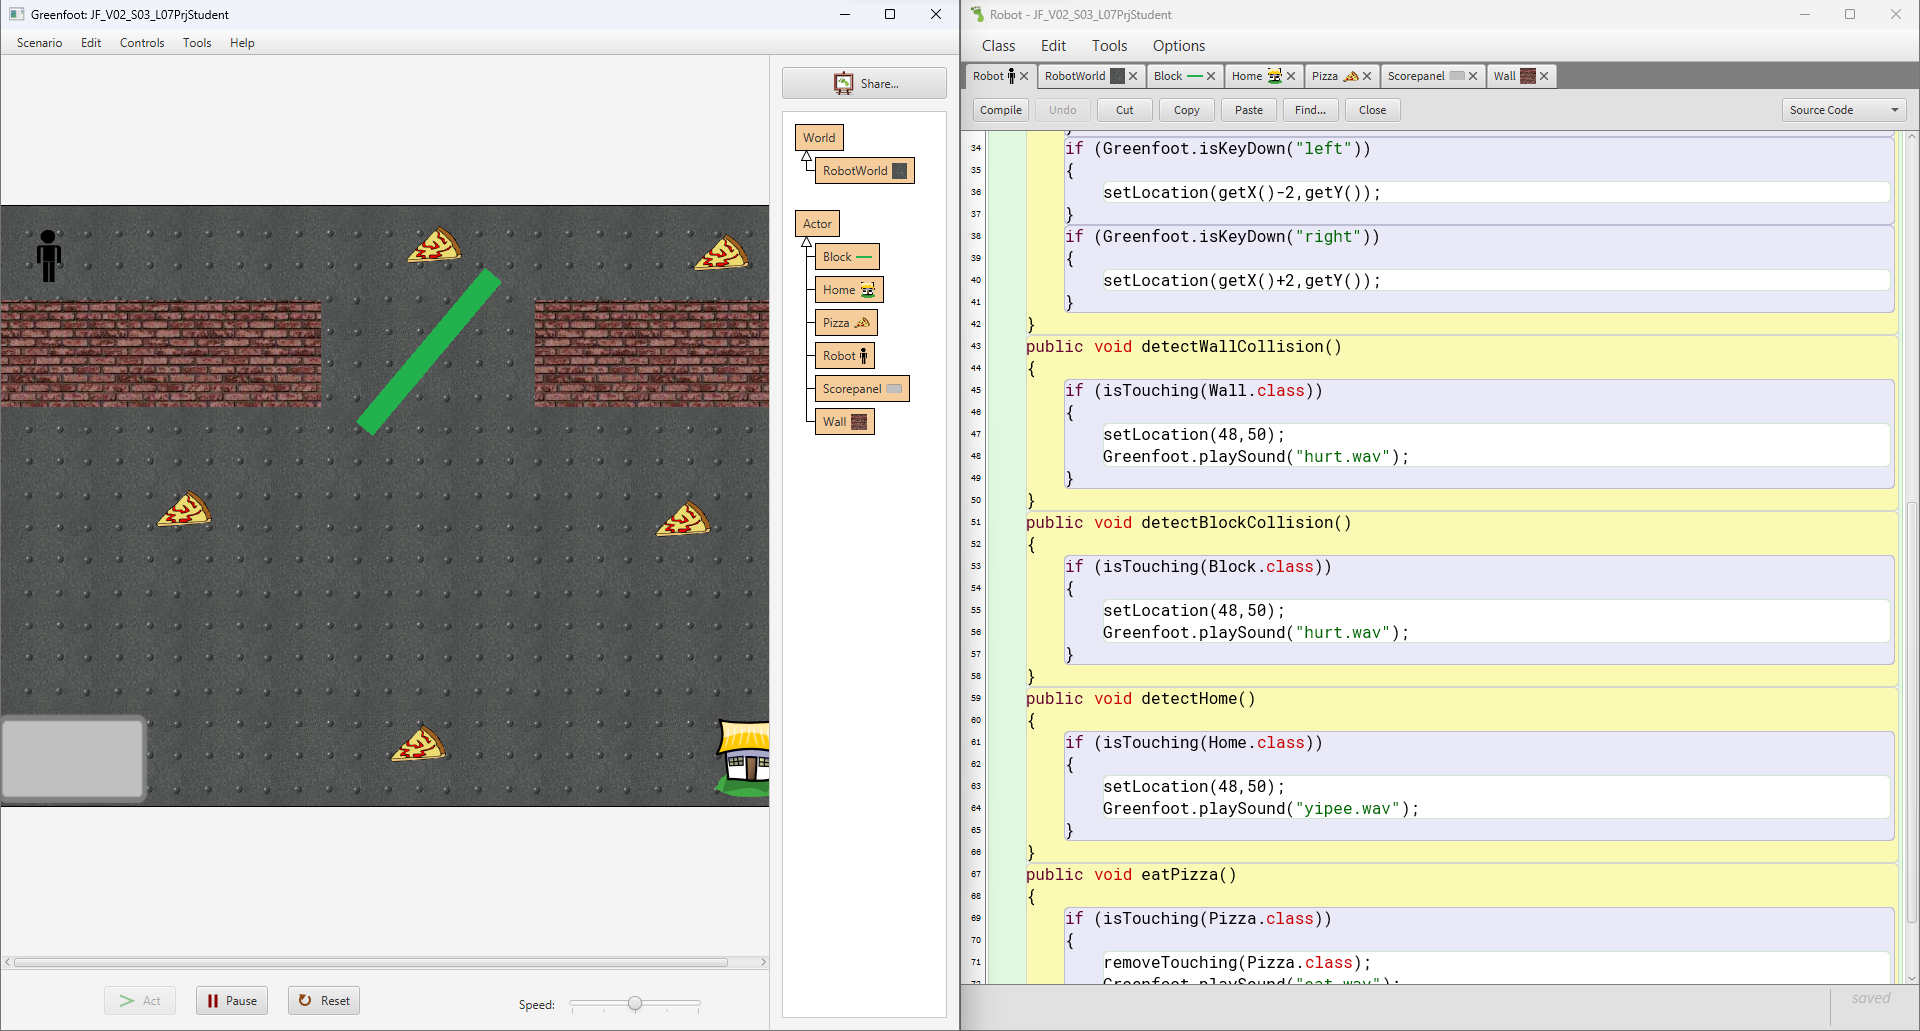 Greenfoot: JF_V02_S03_L07PrjStudent
Scenario Edit Controls Tools Help
Share...
World
RobotWorld
Actor
Block
Home
Pizza
Robot
Scorepanel
Wall
Act Pause Reset Speed:
Robot - JF_V02_S03_L07PrjStudent
Class Edit Tools Options
Robot RobotWorld Block Home Pizza Scorepanel Wall
Compile Undo Cut Copy Paste Find... Close Source Code
}
34 if (Greenfoot.isKeyDown("left"))
35 {
36 setLocation(getX()-2,getY());
37 }
38 if (Greenfoot.isKeyDown("right"))
39 {
40 setLocation(getX()+2,getY());
41 }
42 }
43 public void detectWallCollision()
44 {
45 if (isTouching(Wall.class))
46 {
47 setLocation(48,50);
48 Greenfoot.playSound("hurt.wav");
49 }
50 }
51 public void detectBlockCollision()
52 {
53 if (isTouching(Block.class))
54 {
55 setLocation(48,50);
56 Greenfoot.playSound("hurt.wav");
57 }
58 }
59 public void detectHome()
60 {
61 if (isTouching(Home.class))
62 {
63 setLocation(48,50);
64 Greenfoot.playSound("yipee.wav");
65 }
66 }
67 public void eatPizza()
68 {
69 if (isTouching(Pizza.class))
70 {
71 removeTouching(Pizza.class);
72 Greenfoot.playSound("eat.wav");
saved